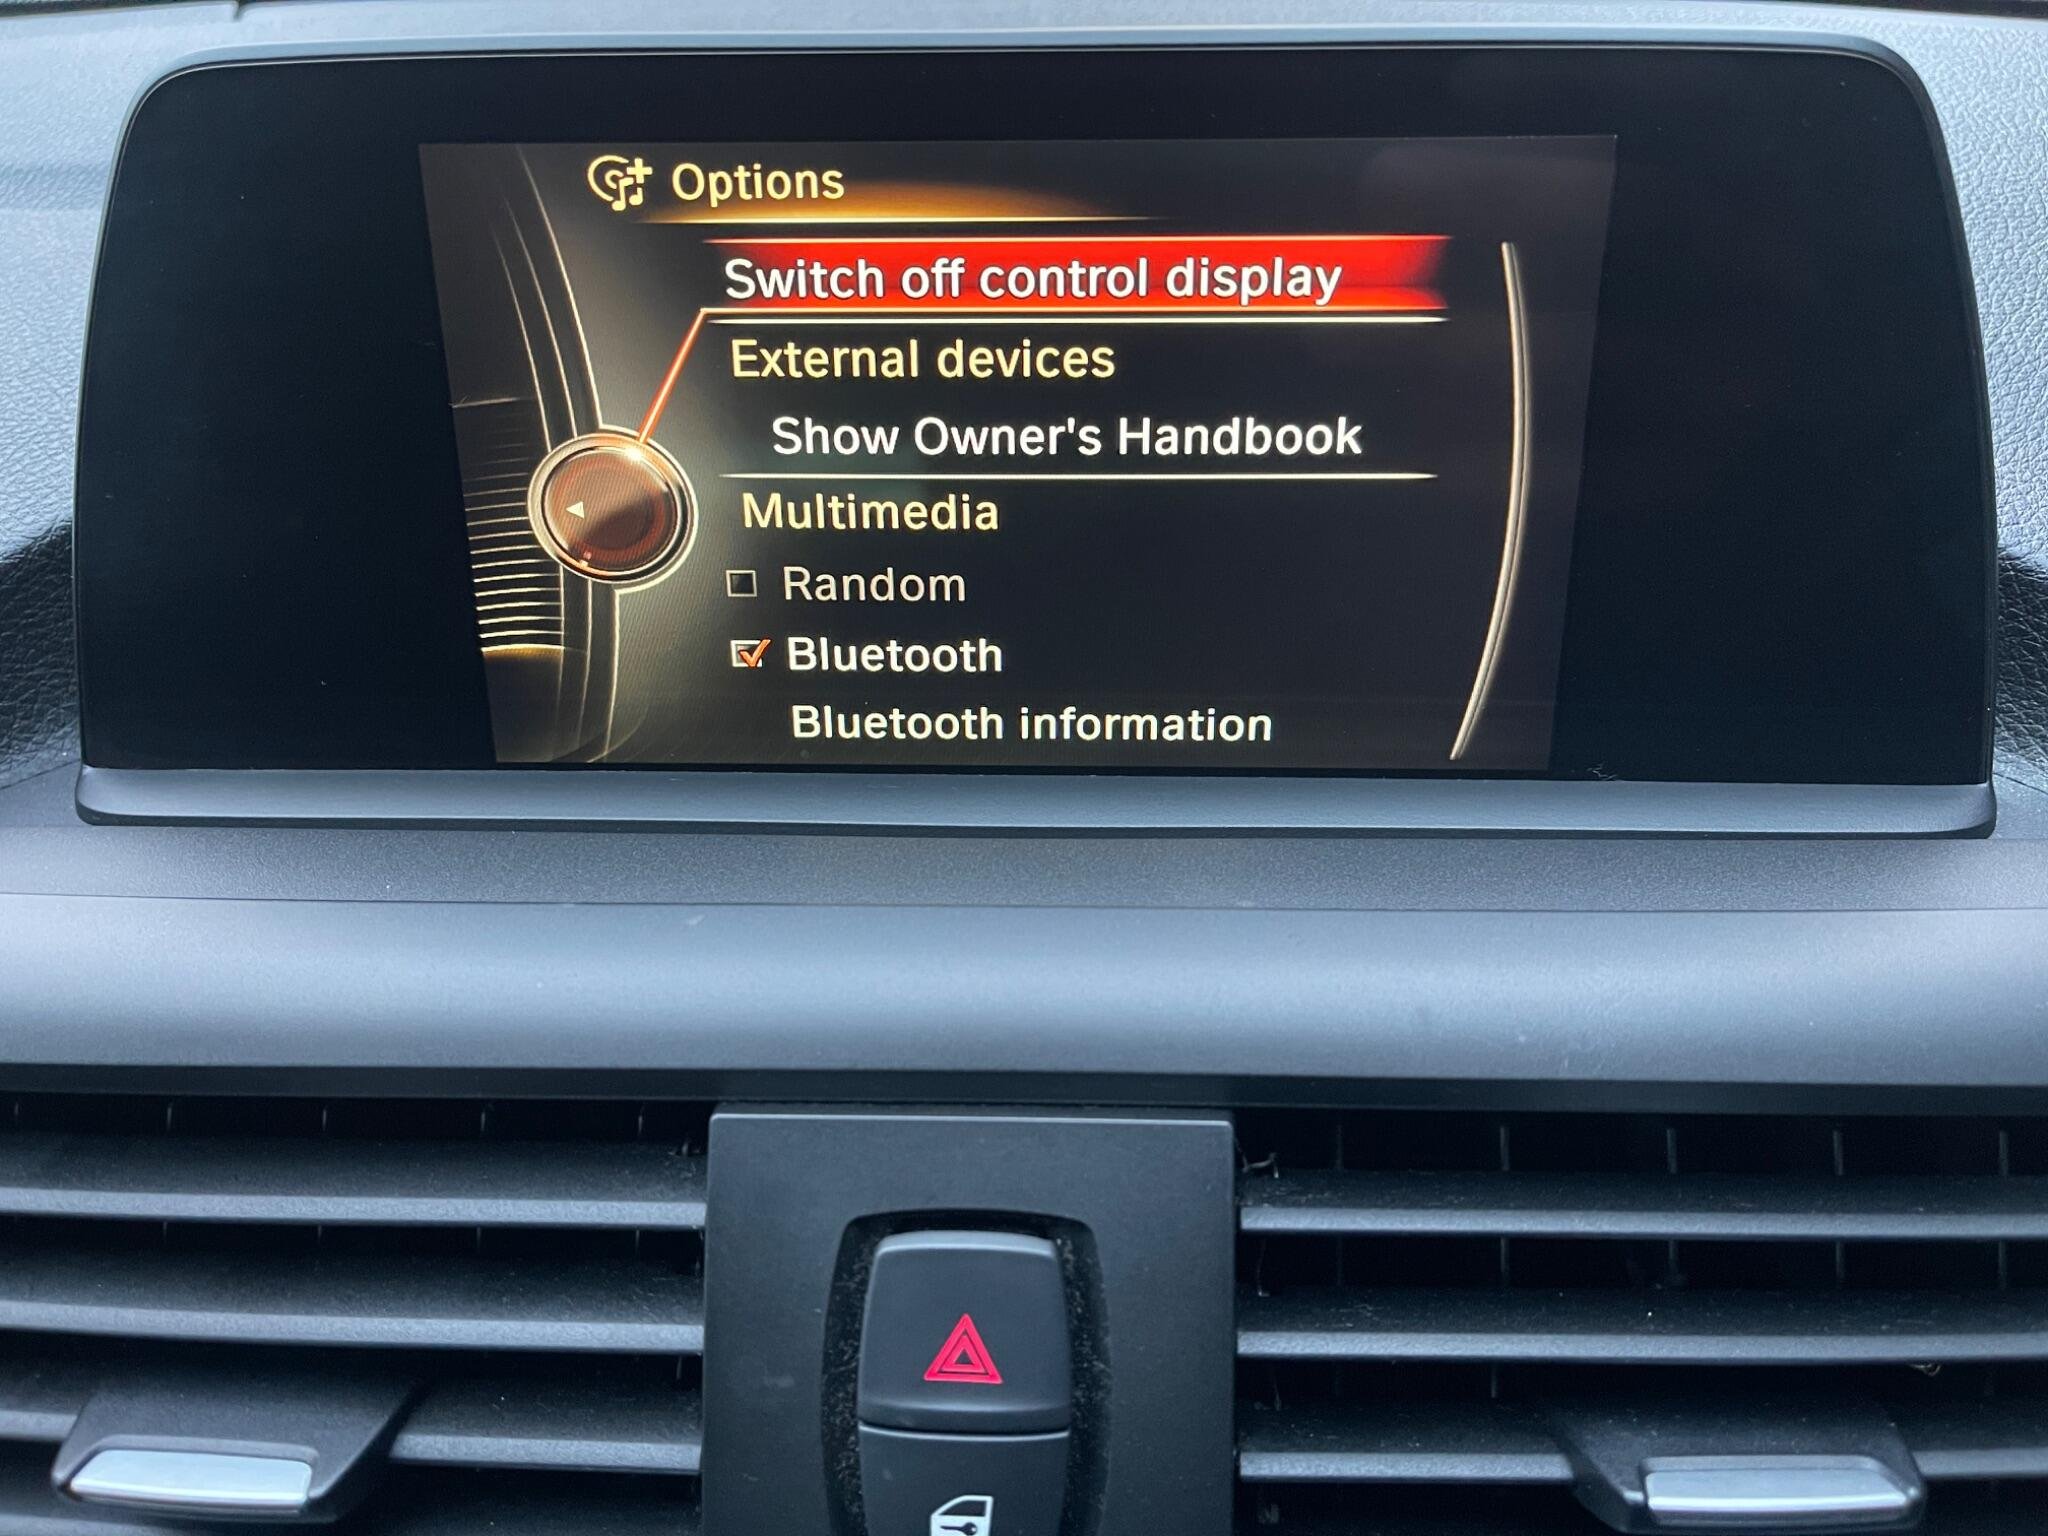 Options
Switch off control display
External devices
Show Owner's Handbook
Multimedia
Random
Bluetooth
Bluetooth information